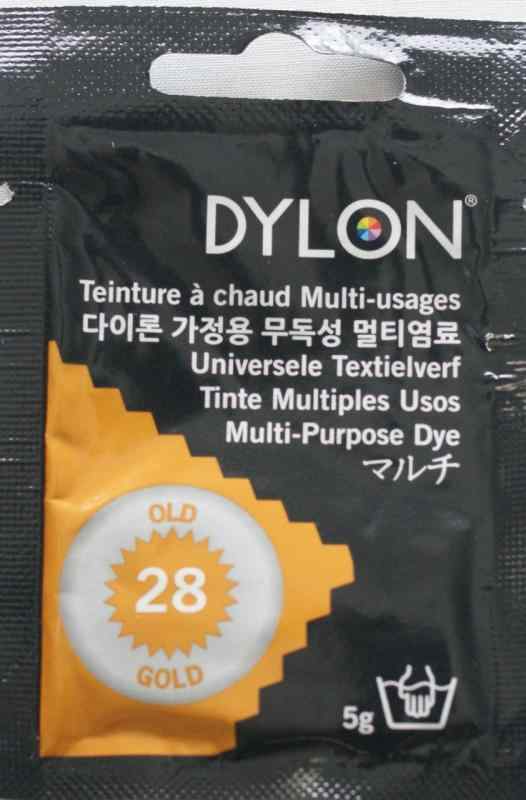 DYLON®
Teinture à chaud Multi-usages
다이론 가정용 무독성 멀티염료
Universele Textielverf
Tinte Multiples Usos
Multi-Purpose Dye
マルチ
OLD
28
GOLD
5g